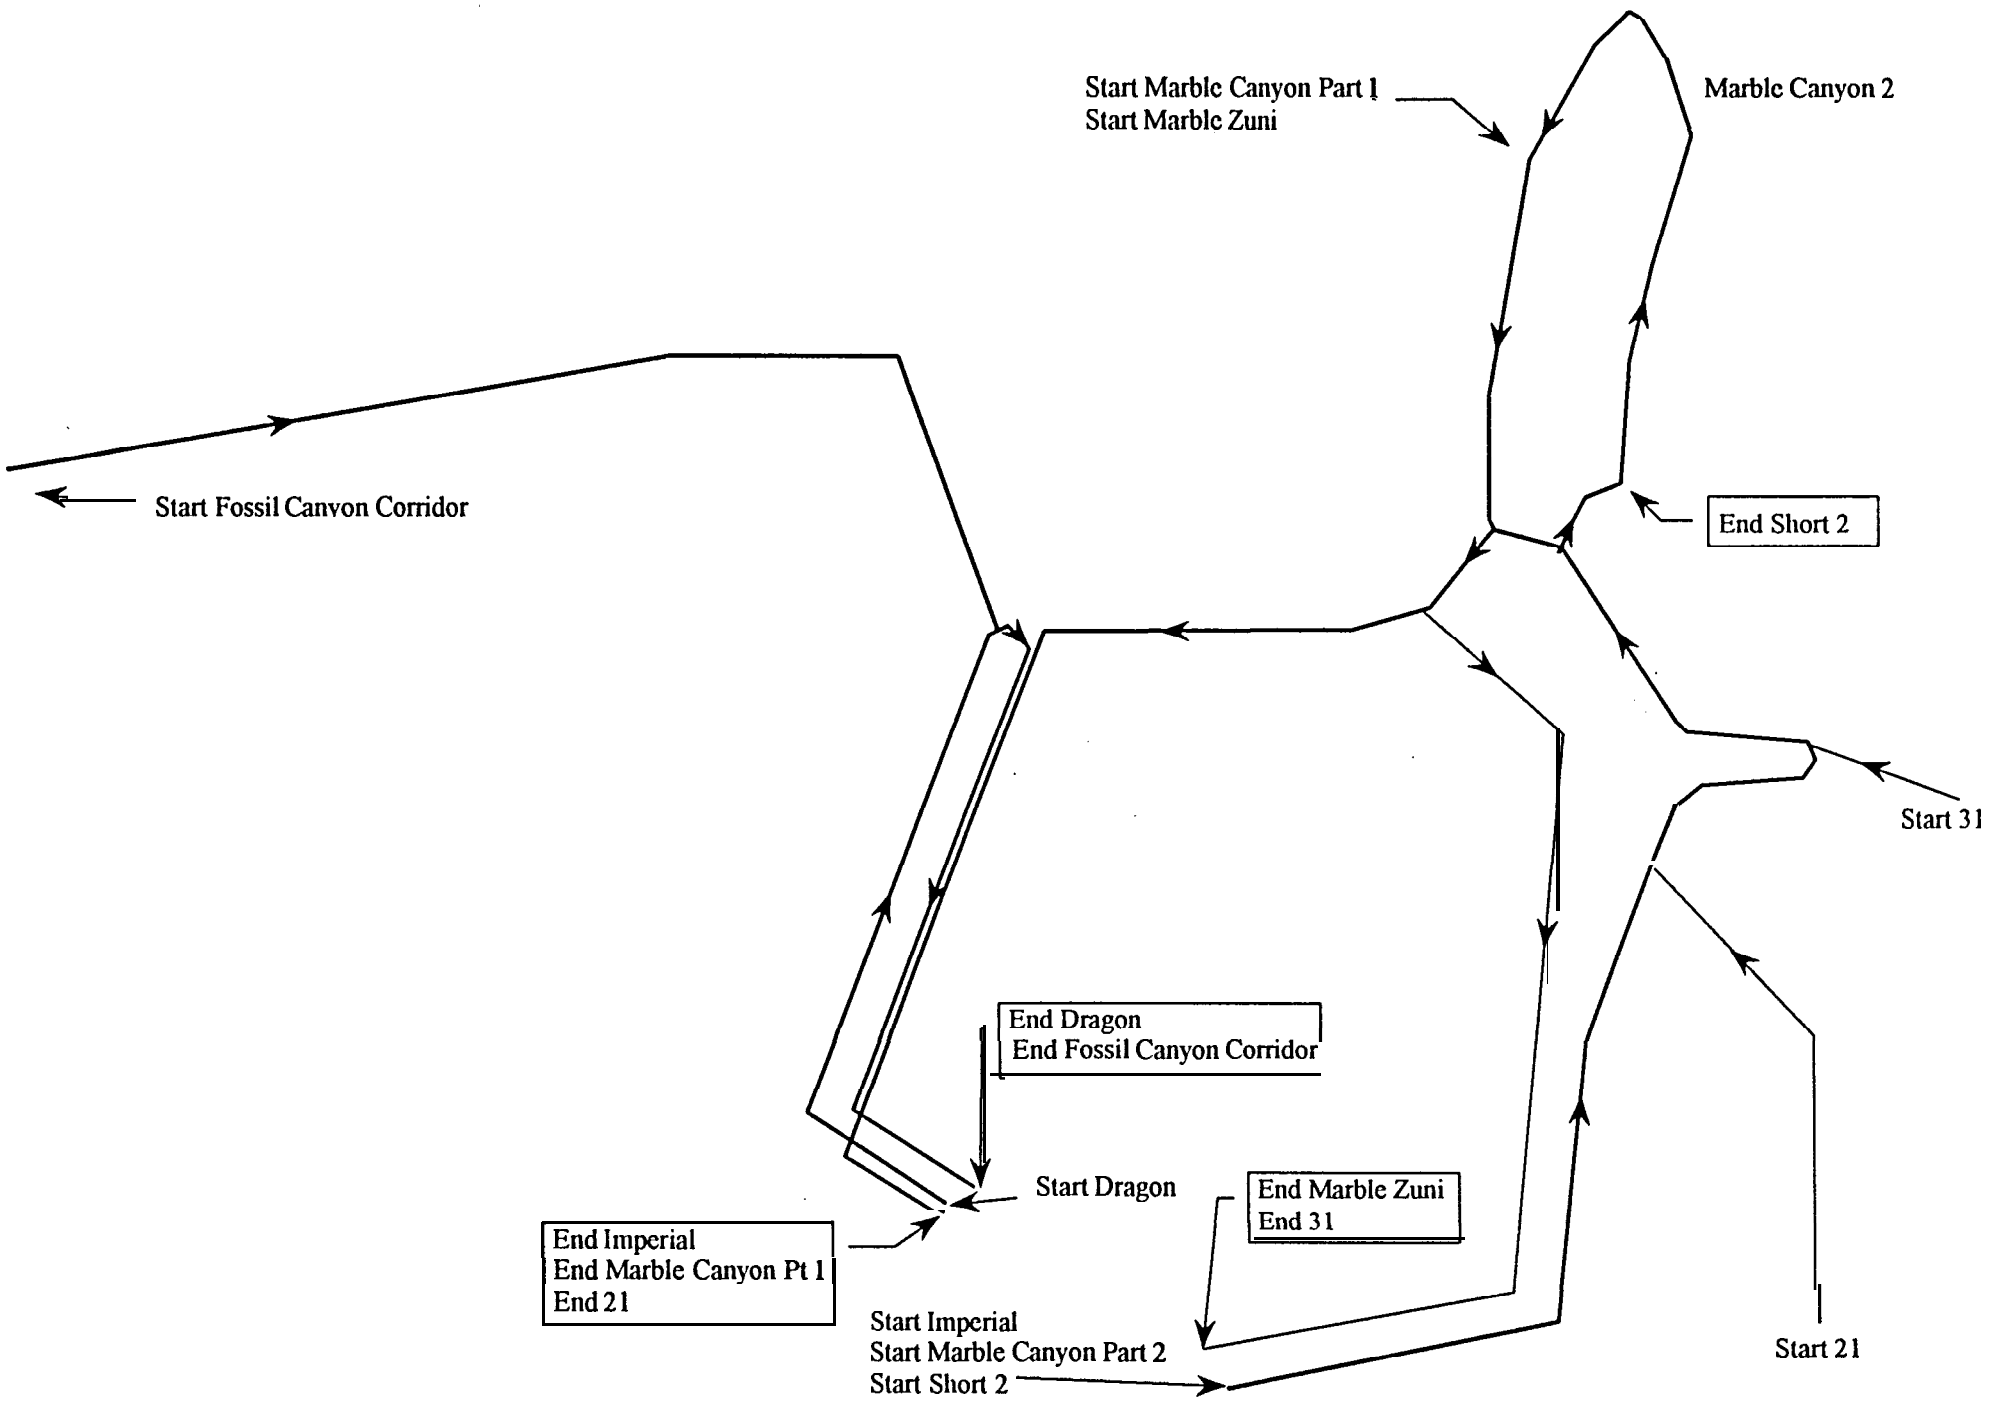 Start Marble Canyon Part 1
Start Marble Zuni
Marble Canyon 2
Start Fossil Canvon Corridor
End Short 2
Start 31
End Dragon
End Fossil Canyon Corridor
Start Dragon
End Marble Zuni
End 31
End Imperial
End Marble Canyon Pt 1
End 21
Start Imperial
Start Marble Canyon Part 2
Start Short 2
Start 21